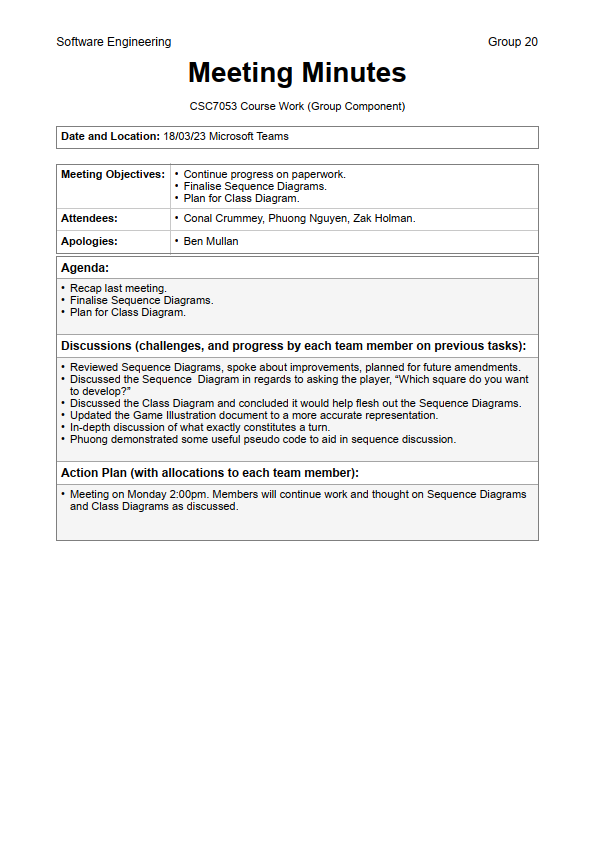 Software Engineering Group 20
Meeting Minutes
CSC7053 Course Work (Group Component)
Date and Location: 18/03/23 Microsoft Teams
Meeting Objectives: • Continue progress on paperwork.
• Finalise Sequence Diagrams.
• Plan for Class Diagram.
Attendees: • Conal Crummey, Phuong Nguyen, Zak Holman.
Apologies: • Ben Mullan
Agenda:
• Recap last meeting.
• Finalise Sequence Diagrams.
• Plan for Class Diagram.
Discussions (challenges, and progress by each team member on previous tasks):
• Reviewed Sequence Diagrams, spoke about improvements, planned for future amendments.
• Discussed the Sequence  Diagram in regards to asking the player, “Which square do you want
to develop?”
• Discussed the Class Diagram and concluded it would help flesh out the Sequence Diagrams.
• Updated the Game Illustration document to a more accurate representation.
• In-depth discussion of what exactly constitutes a turn.
• Phuong demonstrated some useful pseudo code to aid in sequence discussion.
Action Plan (with allocations to each team member):
• Meeting on Monday 2:00pm. Members will continue work and thought on Sequence Diagrams
and Class Diagrams as discussed.